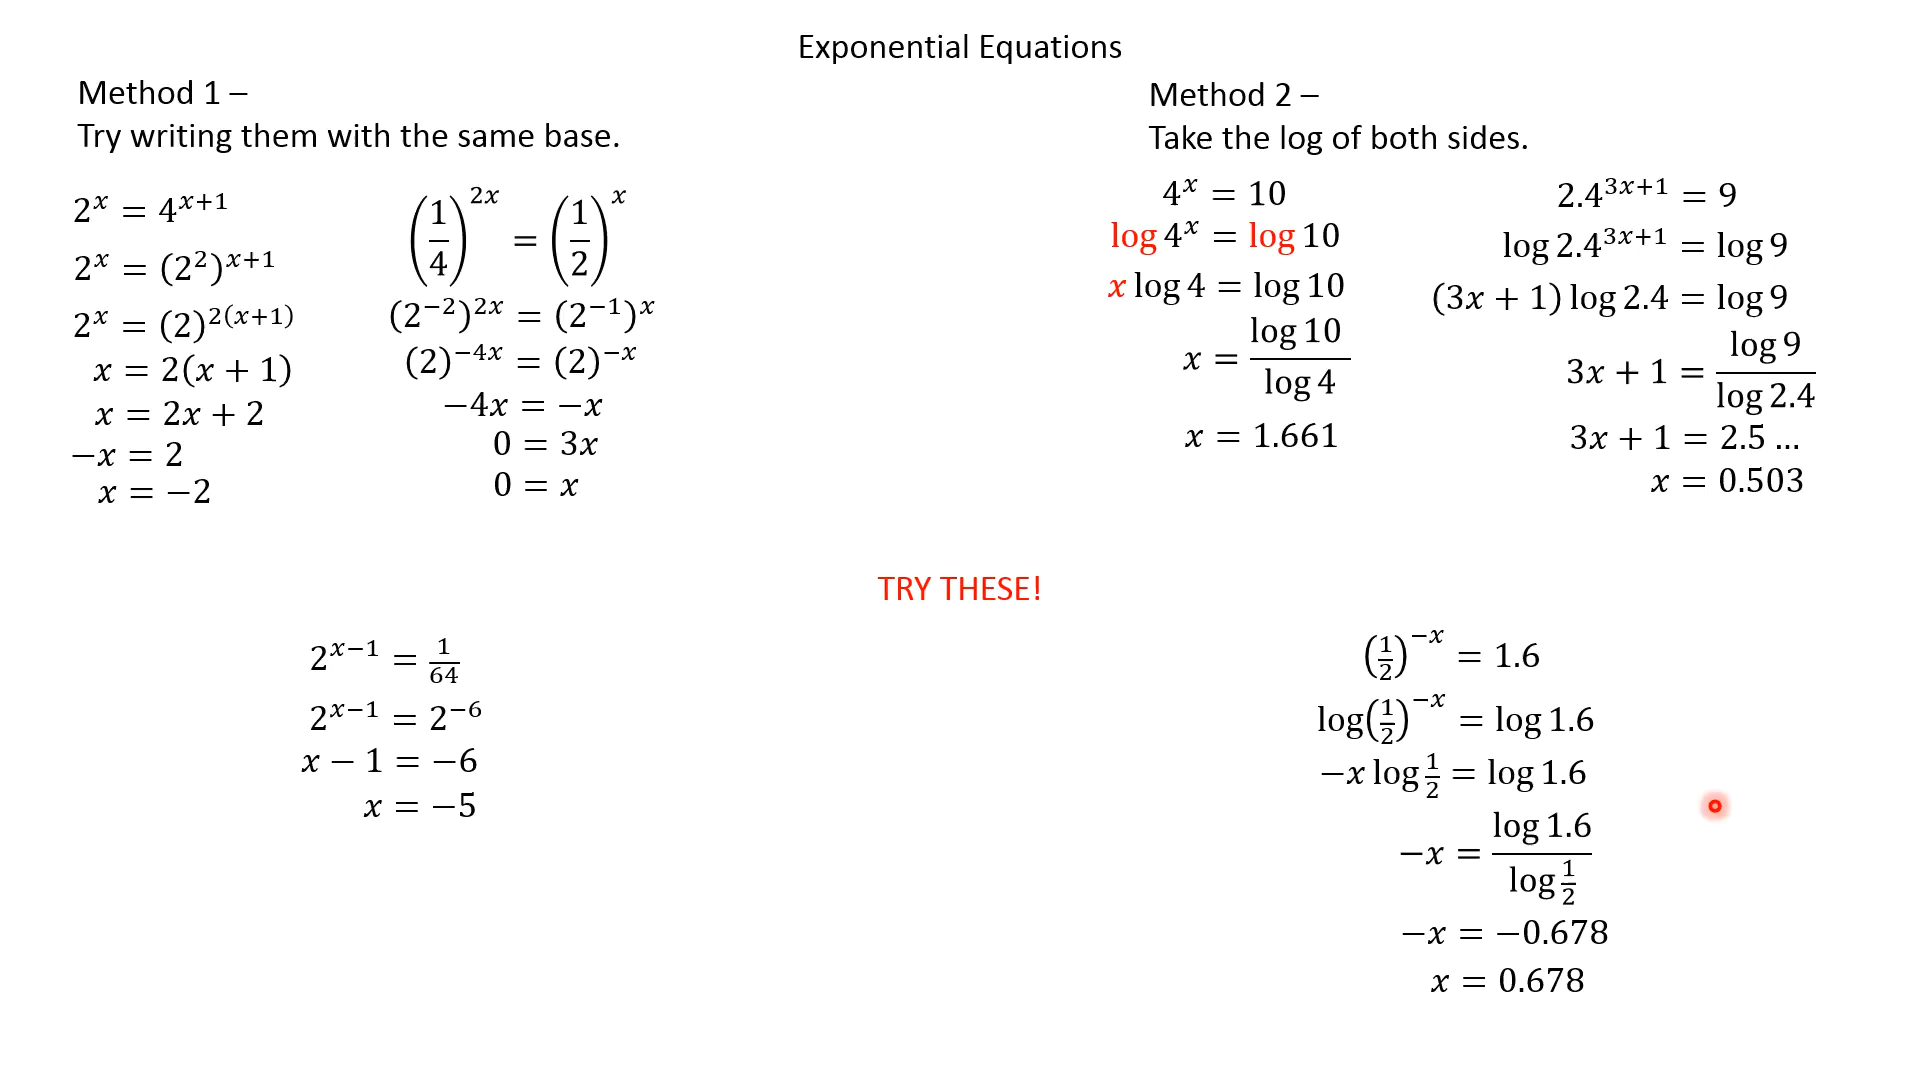 Exponential Equations
Method 1 –
Try writing them with the same base.
2^x = 4^{x+1}
2^x = (2^2)^{x+1}
2^x = (2)^{2(x+1)}
x = 2(x + 1)
x = 2x + 2
−x = 2
x = −2
(1/4)^{2x} = (1/2)^x
(2^{−2})^{2x} = (2^{−1})^x
(2)^{−4x} = (2)^{−x}
−4x = −x
0 = 3x
0 = x
Method 2 –
Take the log of both sides.
4^x = 10
log 4^x = log 10
x log 4 = log 10
x = log 10 / log 4
x = 1.661
2.4^{3x+1} = 9
log 2.4^{3x+1} = log 9
(3x + 1) log 2.4 = log 9
3x + 1 = log 9 / log 2.4
3x + 1 = 2.5 …
x = 0.503
TRY THESE!
2^{x−1} = 1/64
2^{x−1} = 2^{−6}
x − 1 = −6
x = −5
(1/2)^{−x} = 1.6
log(1/2)^{−x} = log 1.6
−x log 1/2 = log 1.6
−x = log 1.6 / log 1/2
−x = −0.678
x = 0.678